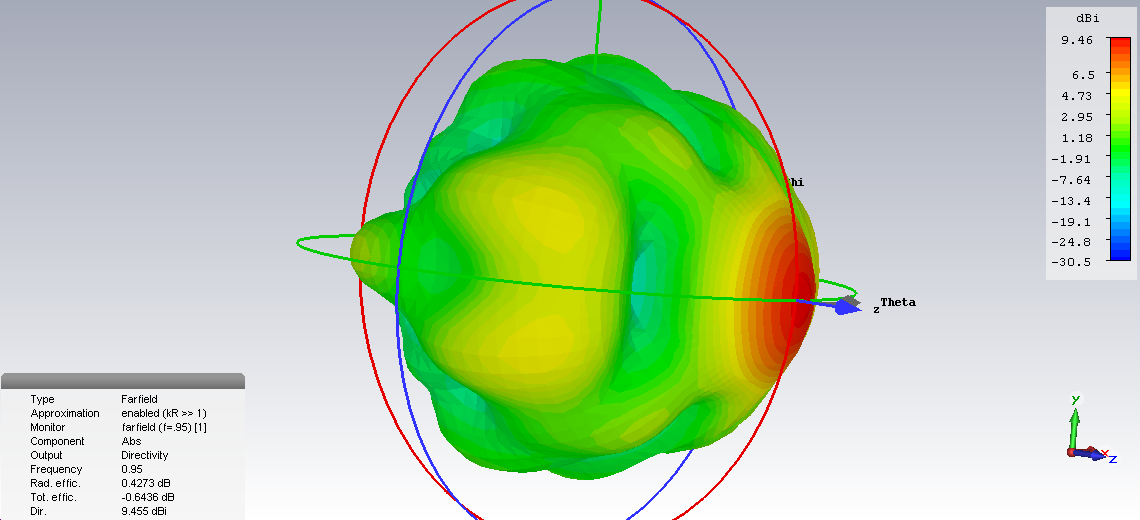 dBi
9.46
6.5
4.73
2.95
1.18
-1.91
-7.64
-13.4
-19.1
-24.8
-30.5
hi
Theta
z
Type Farfield
Approximation enabled (kR >> 1)
Monitor farfield (f=.95) [1]
Component Abs
Output Directivity
Frequency 0.95
Rad. effic. 0.4273 dB
Tot. effic. -0.6436 dB
Dir. 9.455 dBi
y
x
z